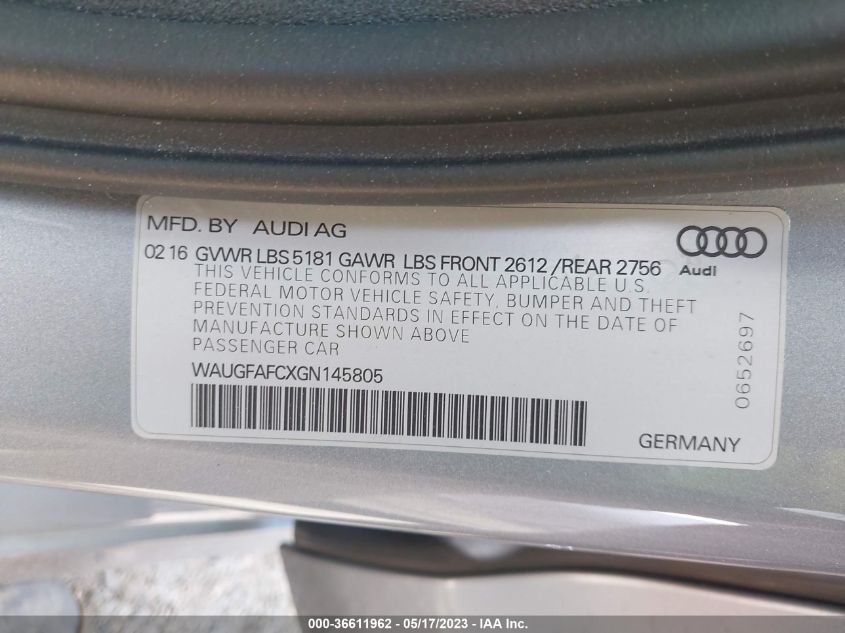 MFD. BY AUDI AG
02 16 GVWR LBS 5181 GAWR LBS FRONT 2612 /REAR 2756
Audi
THIS VEHICLE CONFORMS TO ALL APPLICABLE U.S.
FEDERAL MOTOR VEHICLE SAFETY, BUMPER AND THEFT
PREVENTION STANDARDS IN EFFECT ON THE DATE OF
MANUFACTURE SHOWN ABOVE
PASSENGER CAR
WAUGFAFCXGN145805
0652697
GERMANY
000-36611962 - 05/17/2023 - IAA Inc.